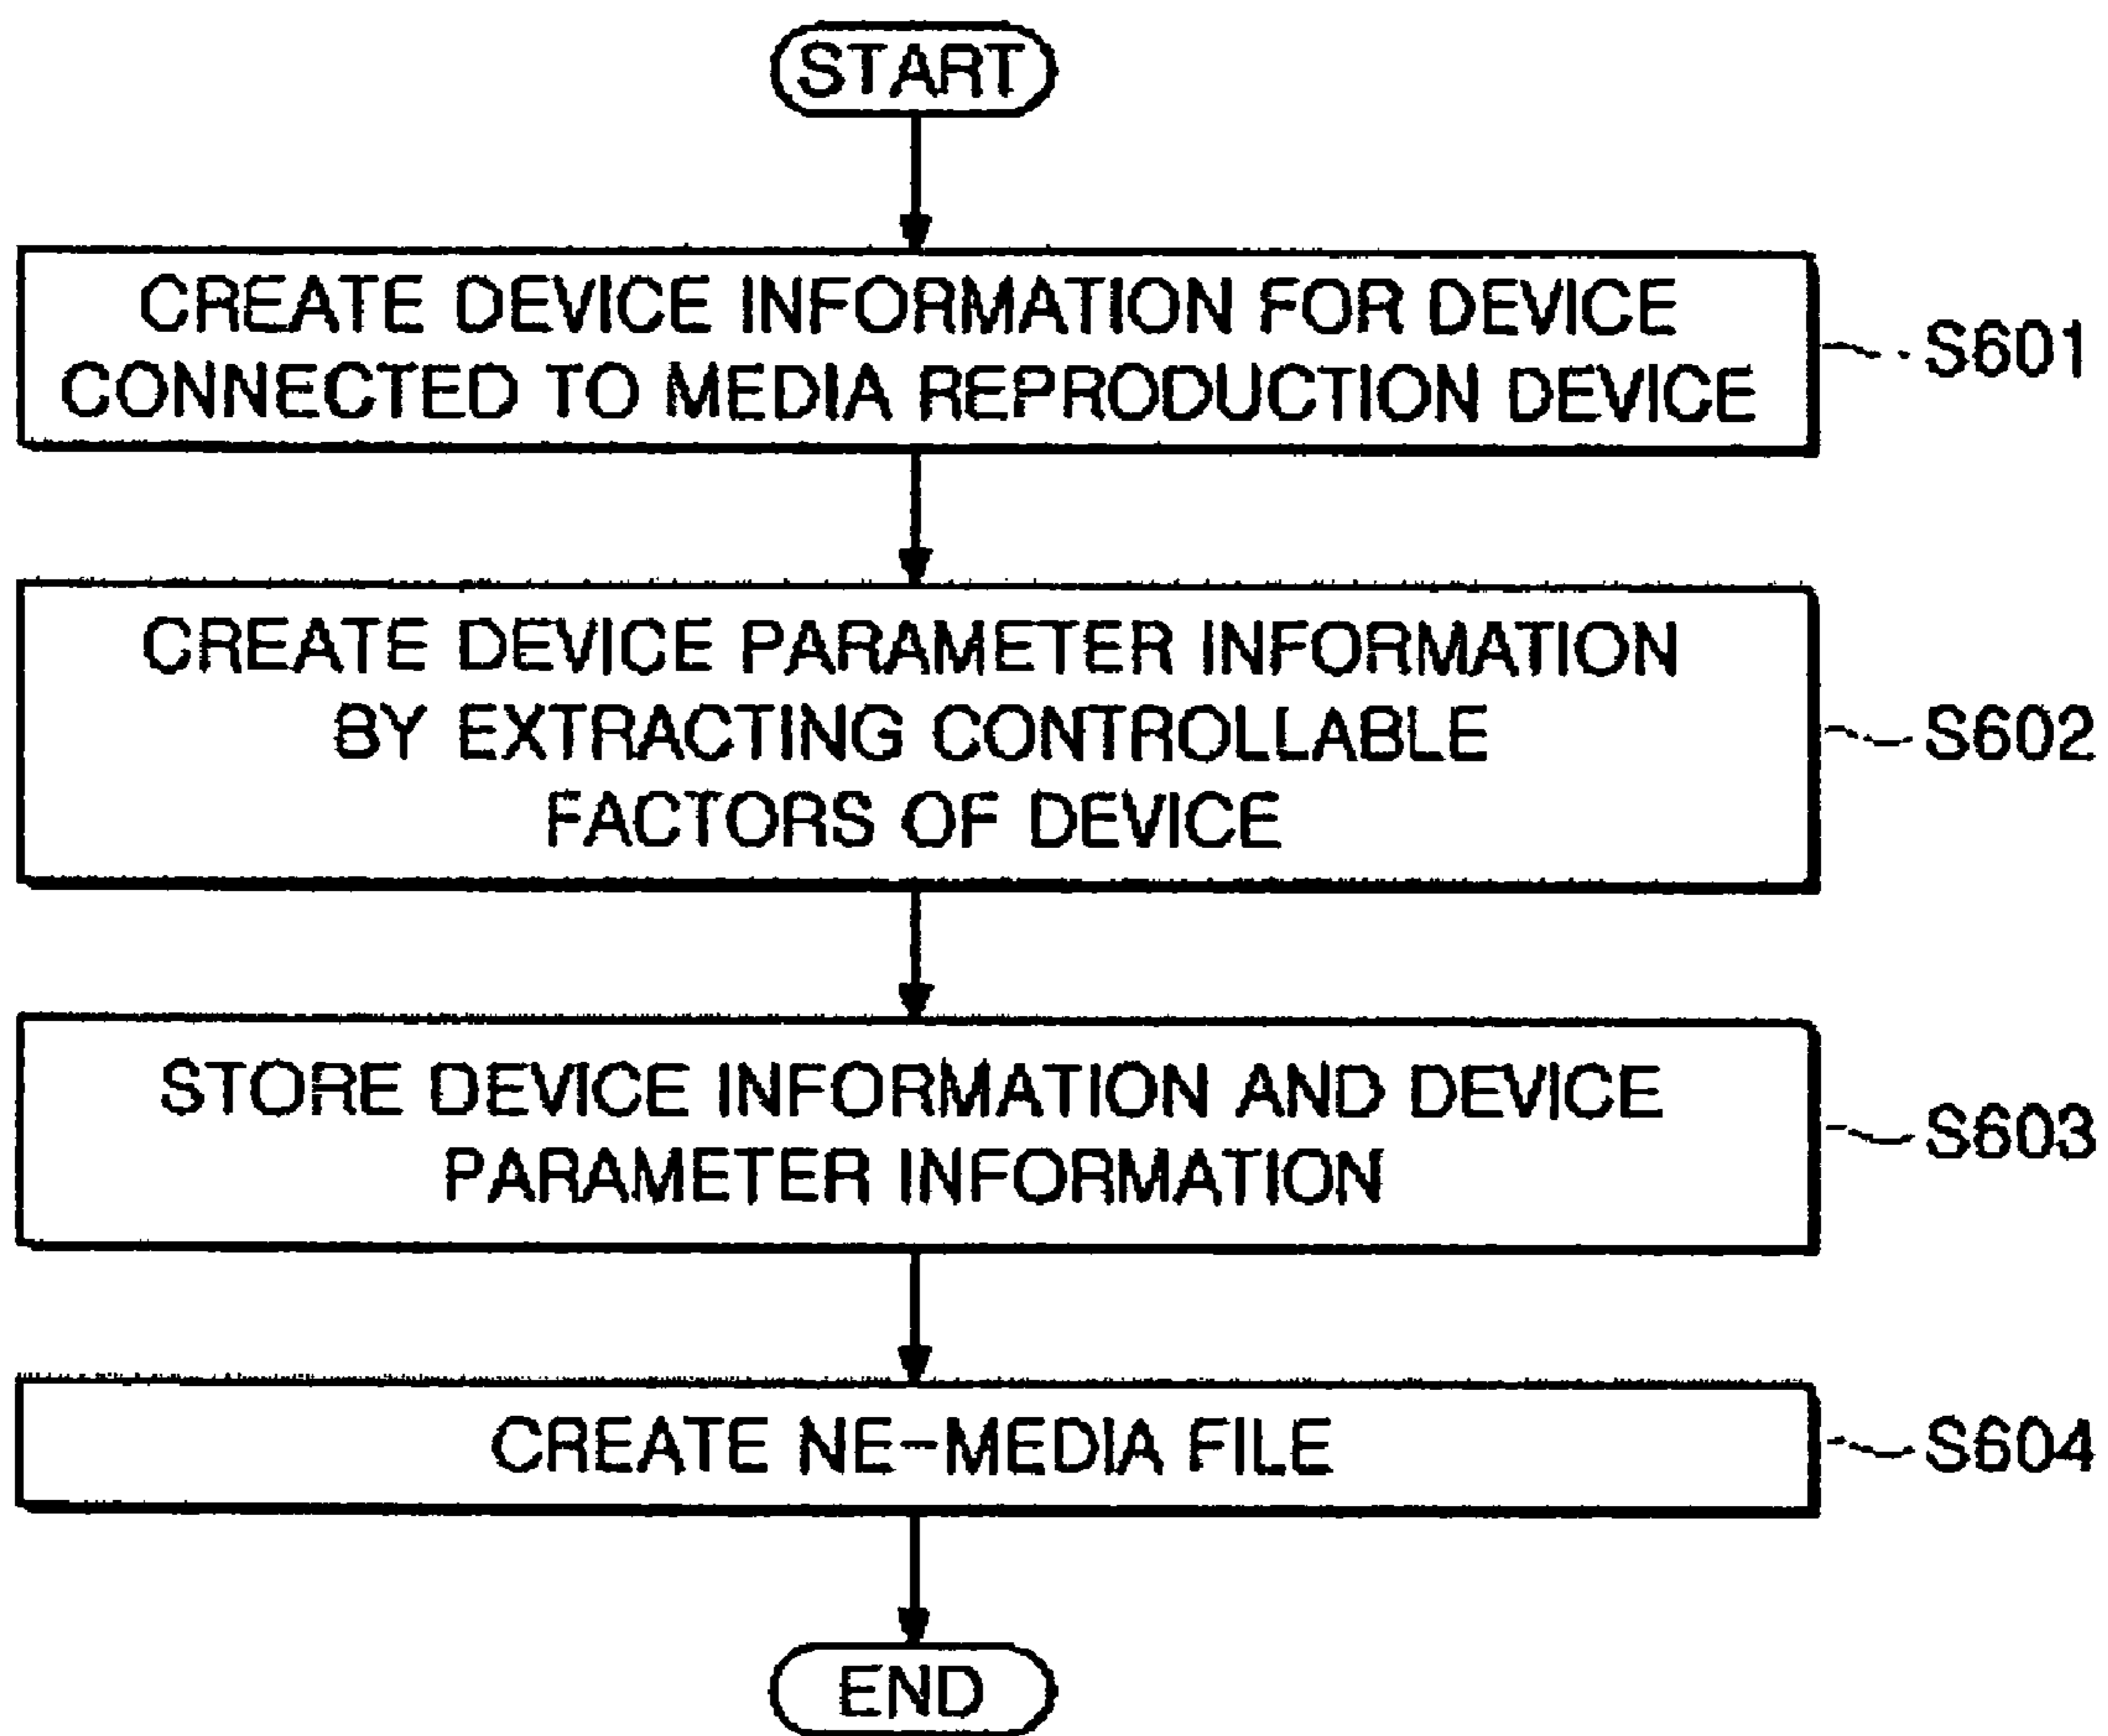 START
CREATE DEVICE INFORMATION FOR DEVICE
CONNECTED TO MEDIA REPRODUCTION DEVICE
S601
CREATE DEVICE PARAMETER INFORMATION
BY EXTRACTING CONTROLLABLE
FACTORS OF DEVICE
S602
STORE DEVICE INFORMATION AND DEVICE
PARAMETER INFORMATION
S603
CREATE NE-MEDIA FILE
S604
END